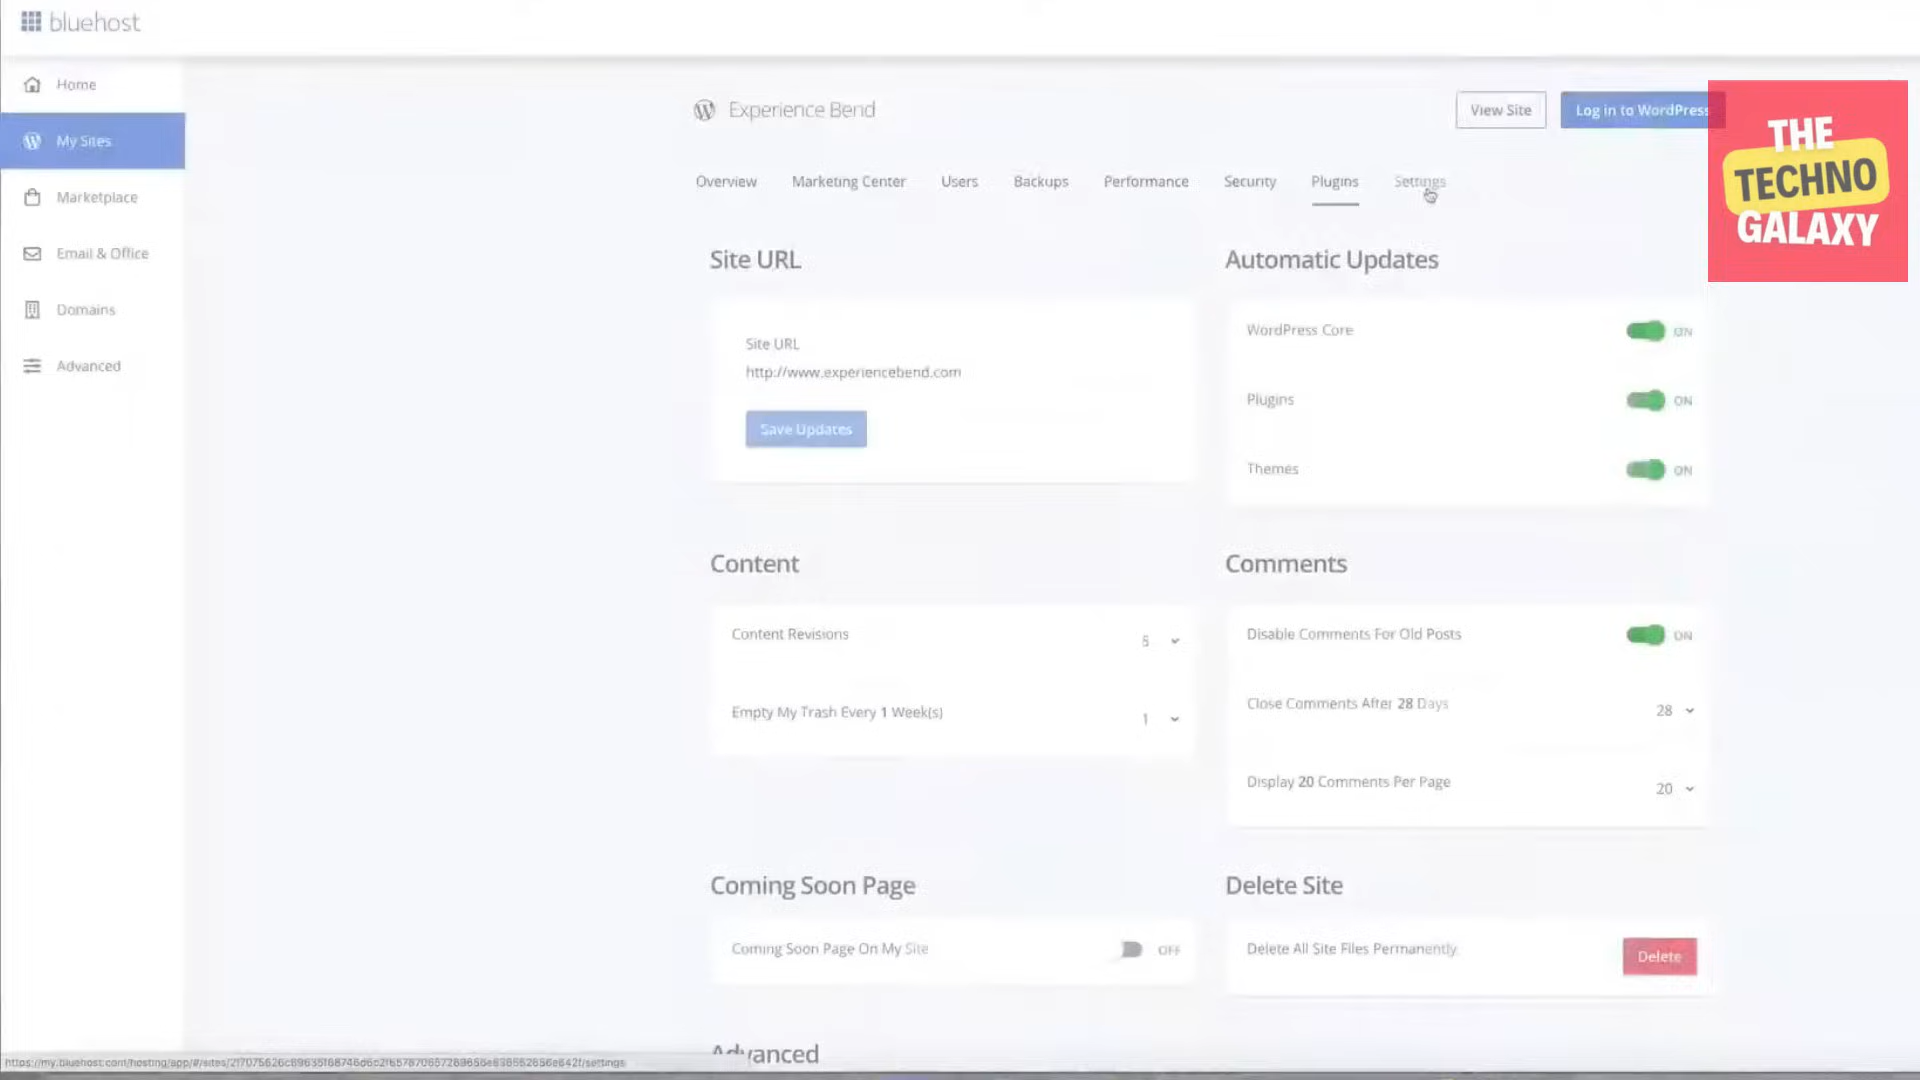 bluehost
Home
My Sites
Marketplace
Email & Office
Domains
Advanced
Experience Bend
View Site
Log in to WordPress
THE
TECHNO
GALAXY
Overview
Marketing Center
Users
Backups
Performance
Security
Plugins
Settings
Site URL
Site URL
http://www.experiencebend.com
Save Updates
Automatic Updates
WordPress Core
ON
Plugins
ON
Themes
ON
Content
Content Revisions
5
Empty My Trash Every 1 Week(s)
1
Comments
Disable Comments For Old Posts
ON
Close Comments After 28 Days
28
Display 20 Comments Per Page
20
Coming Soon Page
Coming Soon Page On My Site
OFF
Delete Site
Delete All Site Files Permanently
Delete
Advanced